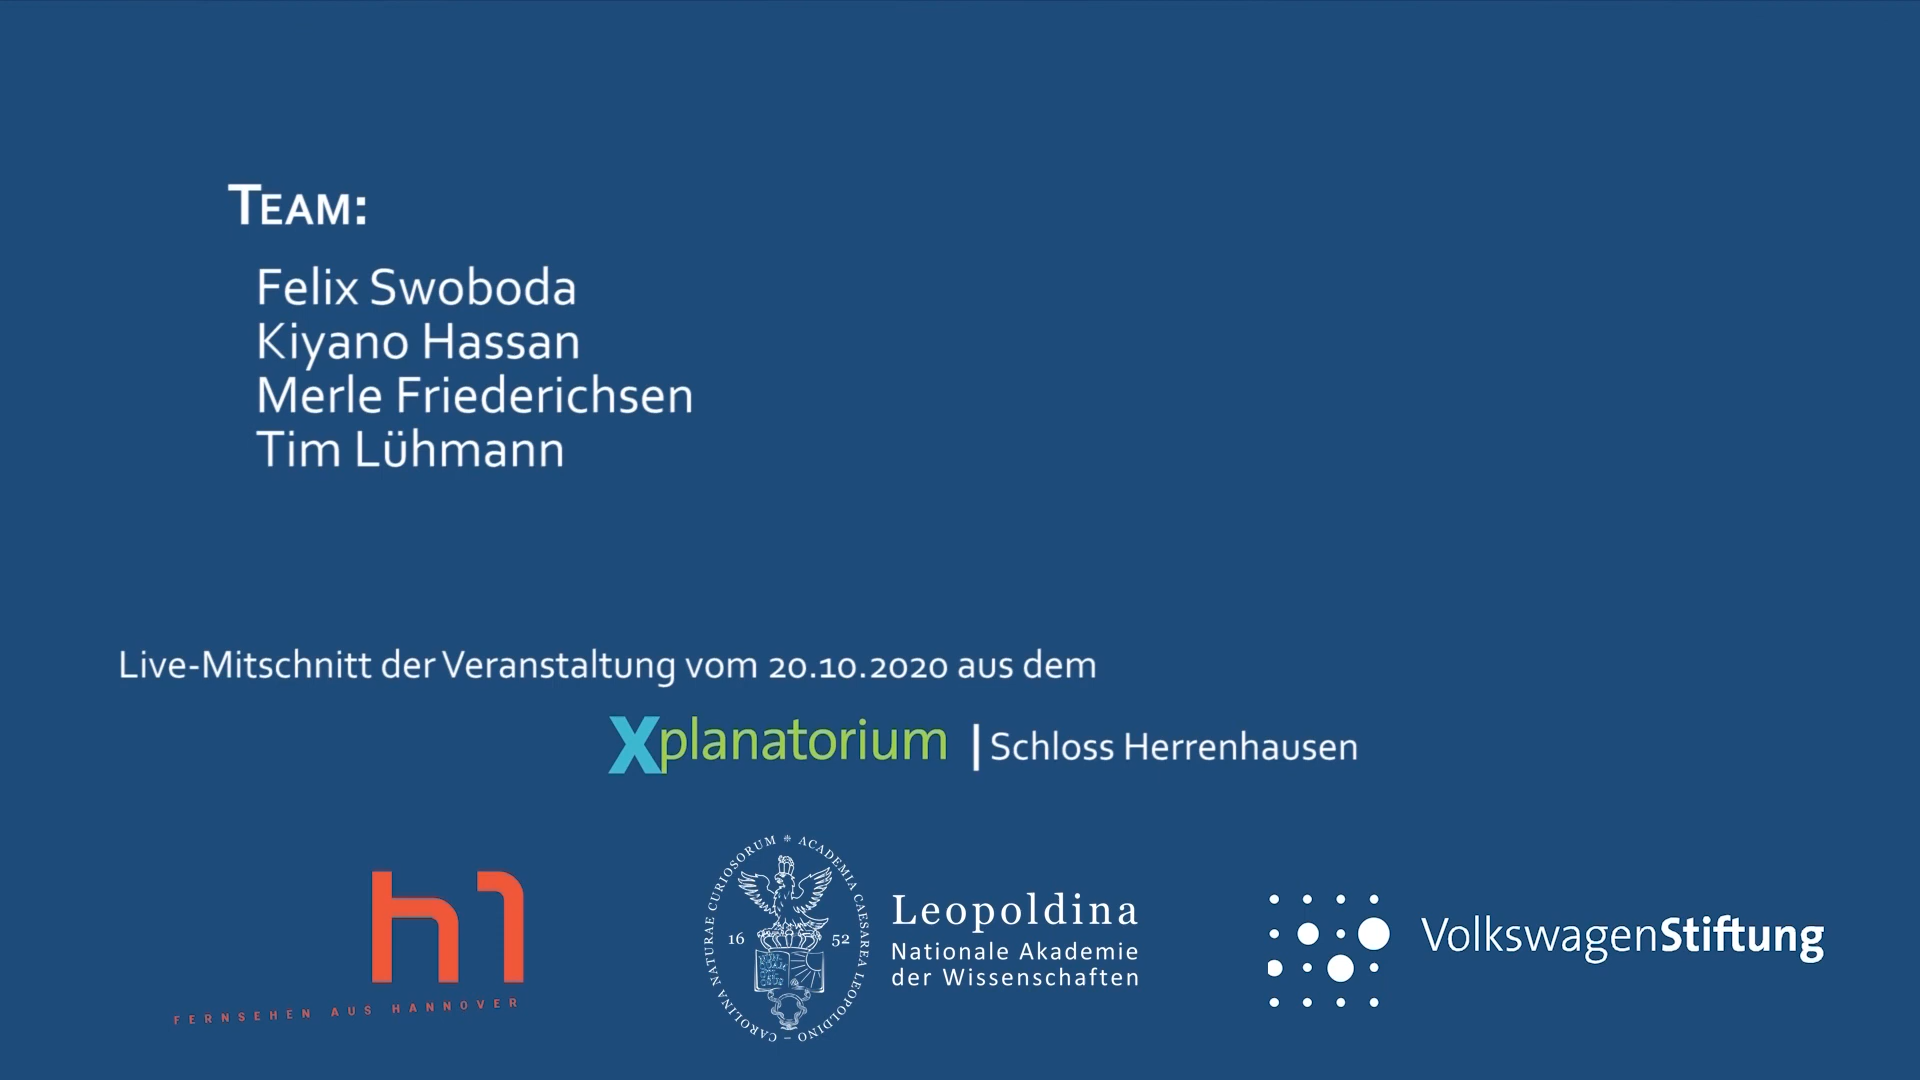 TEAM:
Felix Swoboda
Kiyano Hassan
Merle Friederichsen
Tim Lühmann
Live-Mitschnitt der Veranstaltung vom 20.10.2020 aus dem
Xplanatorium | Schloss Herrenhausen
h1
FERNSEHEN AUS HANNOVER
ACADEMIA CAESAREA LEOPOLDINO – CAROLINA NATURAE CURIOSORUM *
16 52
Leopoldina
Nationale Akademie
der Wissenschaften
VolkswagenStiftung